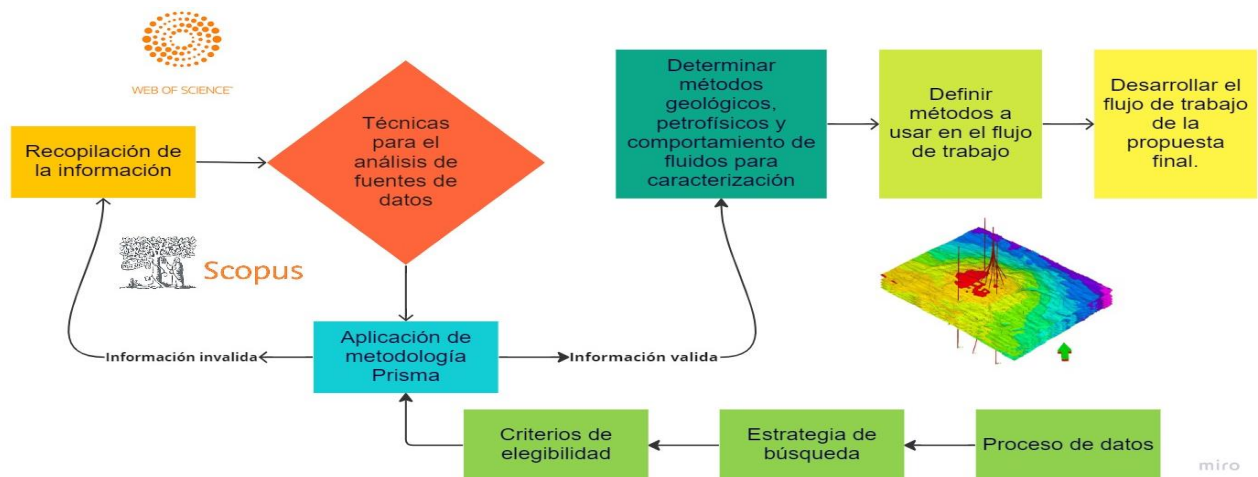 WEB OF SCIENCE™
Recopilación de
la información
Técnicas
para el
análisis de
fuentes de
datos
Scopus
Información invalida
Aplicación de
metodología
Prisma
Información valida
Determinar
métodos
geológicos,
petrofísicos y
comportamiento de
fluidos para
caracterización
Definir
métodos a
usar en el flujo
de trabajo
Desarrollar el
flujo de trabajo
de la
propuesta
final.
Criterios de
elegibilidad
Estrategia de
búsqueda
Proceso de datos
miro